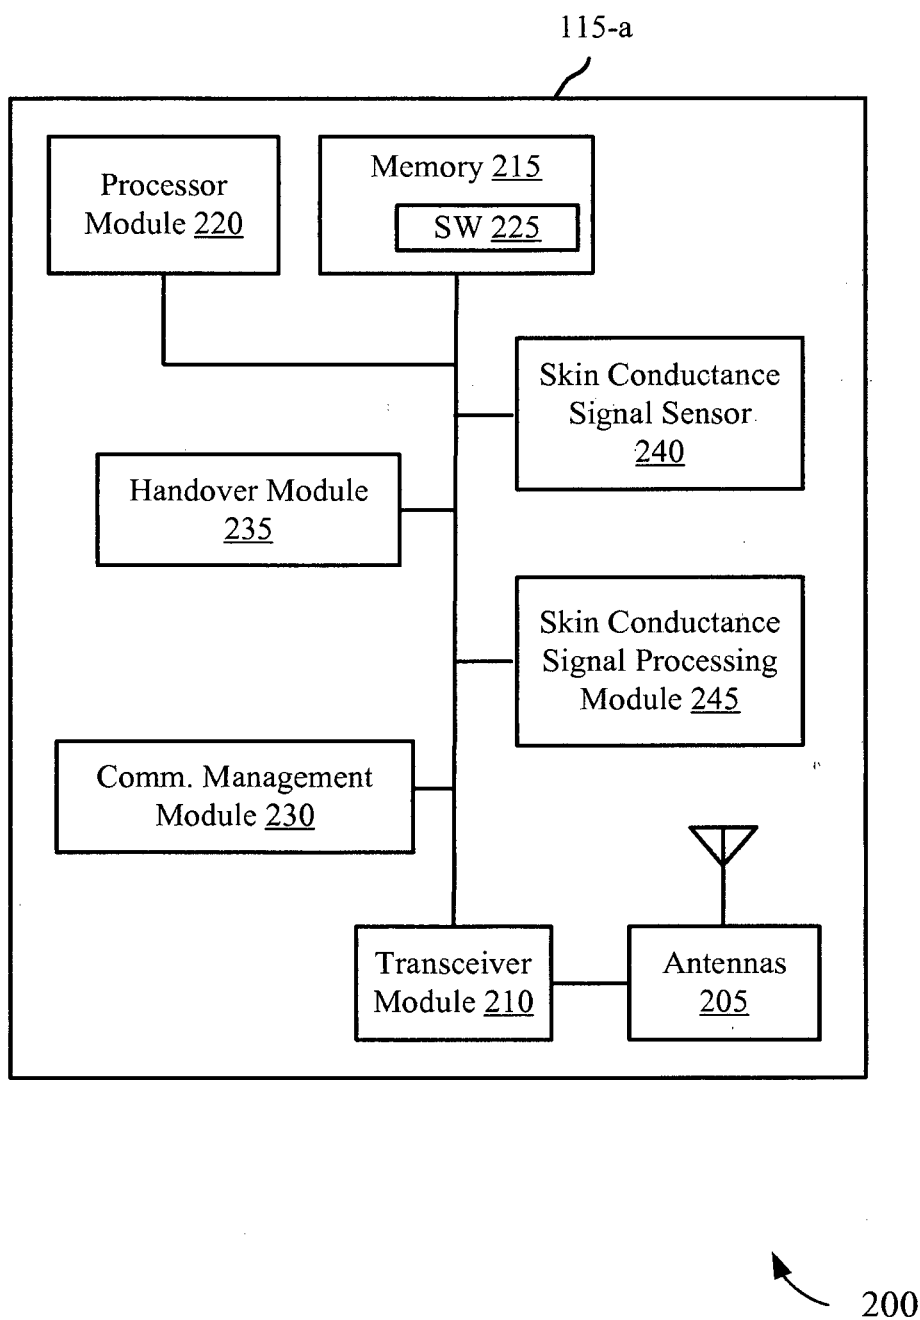 115-a
Processor
Module 220
Memory 215
SW 225
Skin Conductance
Signal Sensor
240
Handover Module
235
Skin Conductance
Signal Processing
Module 245
Comm. Management
Module 230
Transceiver
Module 210
Antennas
205
200